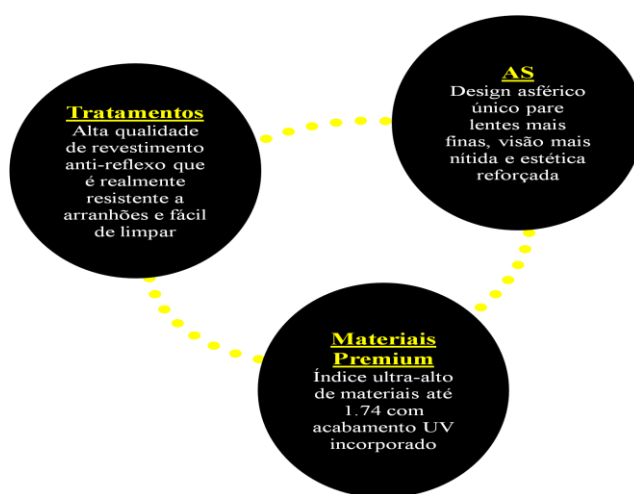 Tratamentos
Alta qualidade
de revestimento
anti-reflexo que
é realmente
resistente a
arranhões e fácil
de limpar
AS
Design asférico
único pare
lentes mais
finas, visão mais
nítida e estética
reforçada
Materiais
Premium
Índice ultra-alto
de materiais até
1.74 com
acabamento UV
incorporado